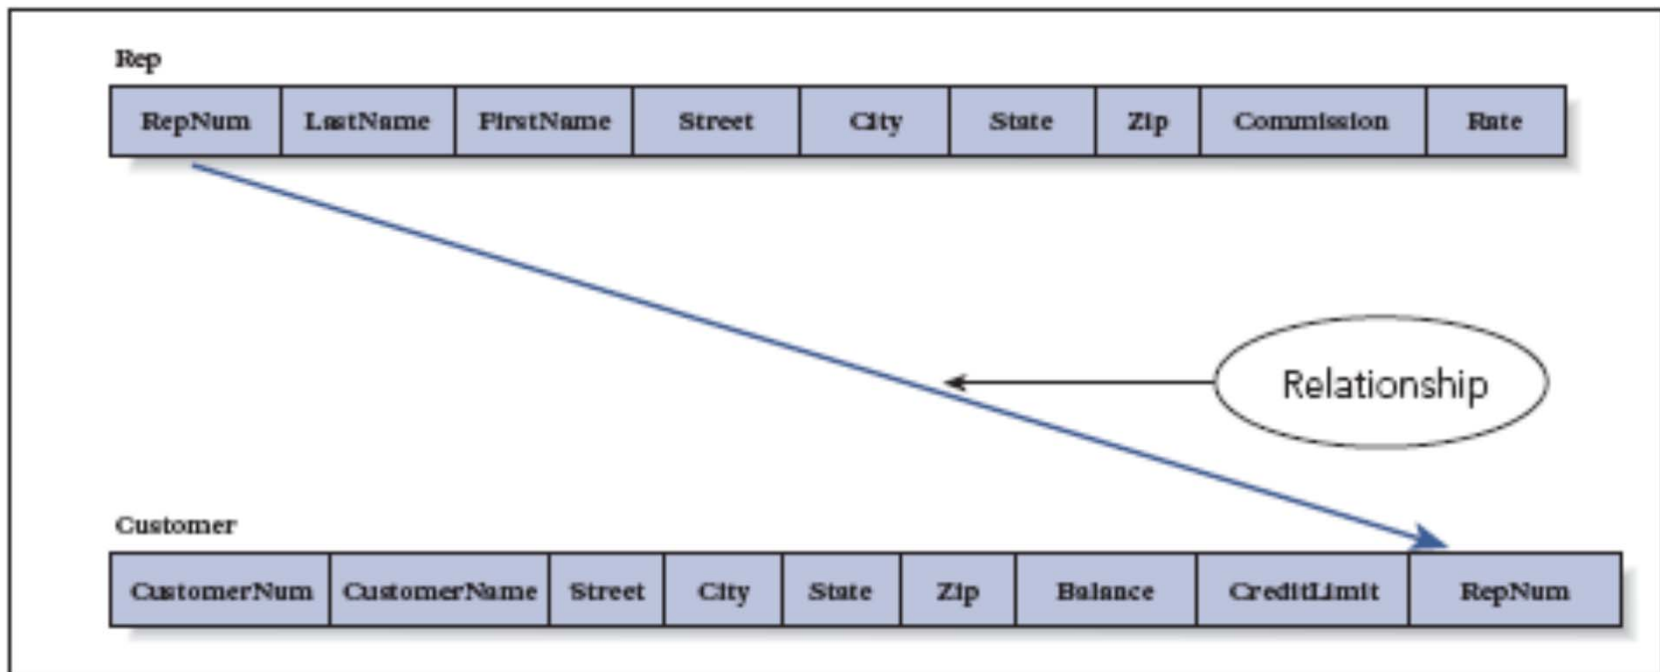 Rep
RepNum LastName FirstName Street City State Zip Commission Rate
Relationship
Customer
CustomerNum CustomerName Street City State Zip Balance CreditLimit RepNum